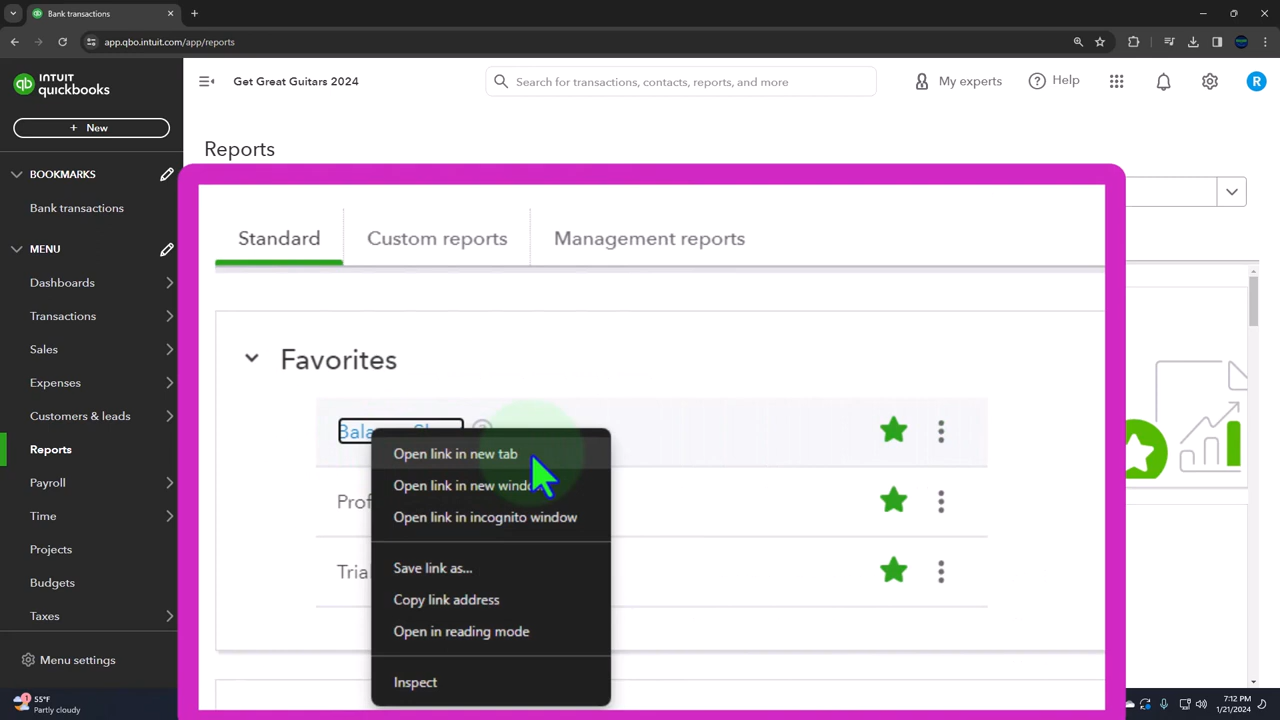 Bank transactions
app.qbo.intuit.com/app/reports
INTUIT
quickbooks
Get Great Guitars 2024
Search for transactions, contacts, reports, and more
My experts
Help
R
+ New
Reports
BOOKMARKS
Bank transactions
MENU
Dashboards
Transactions
Sales
Expenses
Customers & leads
Reports
Payroll
Time
Projects
Budgets
Taxes
Menu settings
Standard
Custom reports
Management reports
Favorites
Open link in new tab
Open link in new
Open link in incognito window
Save link as...
Copy link address
Open in reading mode
Inspect
1
55°F
Partly cloudy
7:12 PM
1/21/2024